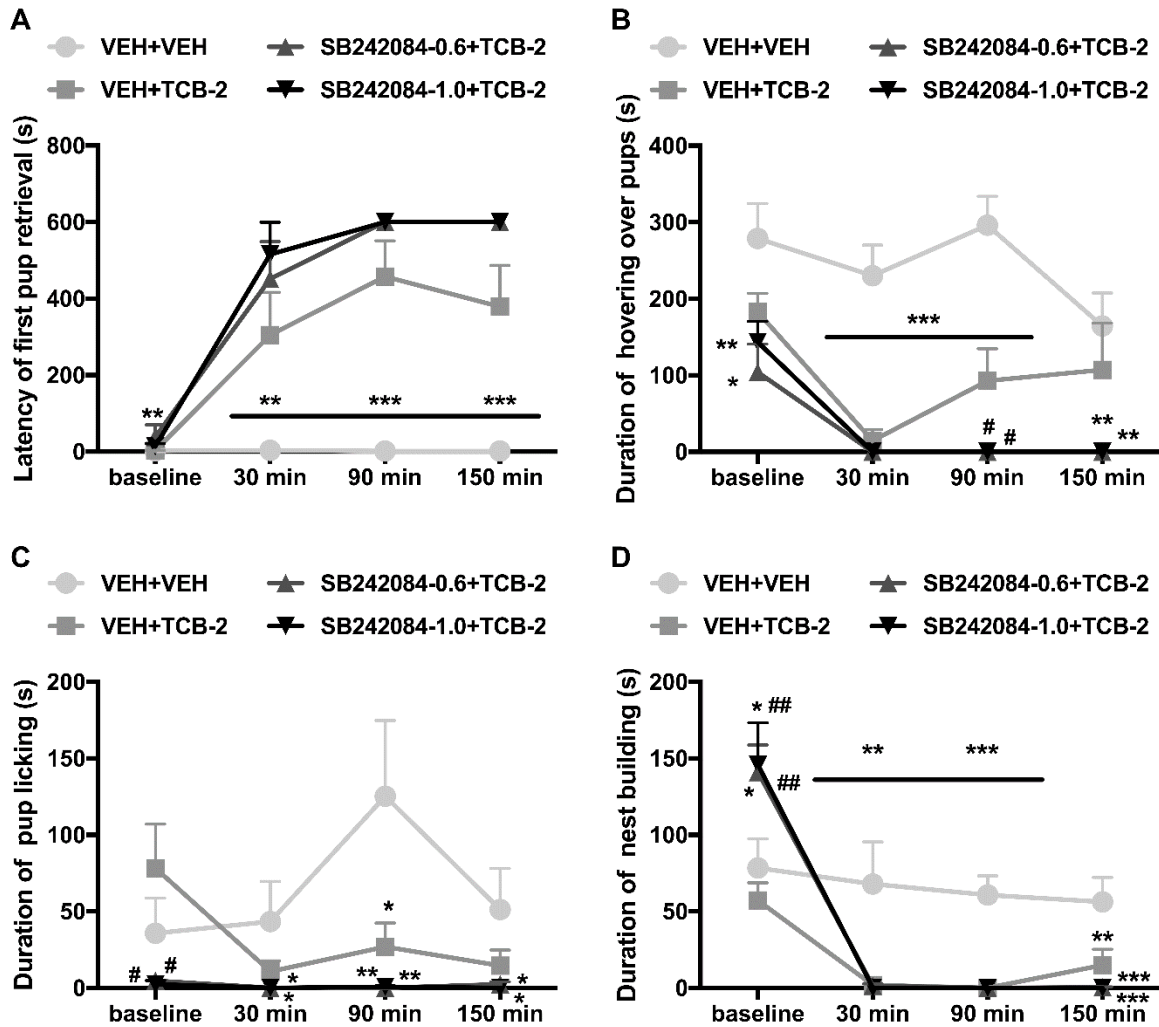 A
VEH+VEH SB242084-0.6+TCB-2
VEH+TCB-2 SB242084-1.0+TCB-2
Latency of first pup retrieval (s)
800
600
400
200
0
** ** *** ***
baseline 30 min 90 min 150 min
B
VEH+VEH SB242084-0.6+TCB-2
VEH+TCB-2 SB242084-1.0+TCB-2
Duration of hovering over pups (s)
400
300
200
100
0
***
**
*
# #
** **
baseline 30 min 90 min 150 min
C
VEH+VEH SB242084-0.6+TCB-2
VEH+TCB-2 SB242084-1.0+TCB-2
Duration of pup licking (s)
200
150
100
50
0
# #
*
*
*
** **
*
*
baseline 30 min 90 min 150 min
D
VEH+VEH SB242084-0.6+TCB-2
VEH+TCB-2 SB242084-1.0+TCB-2
Duration of nest building (s)
200
150
100
50
0
* ##
* ##
** ***
**
***
***
baseline 30 min 90 min 150 min